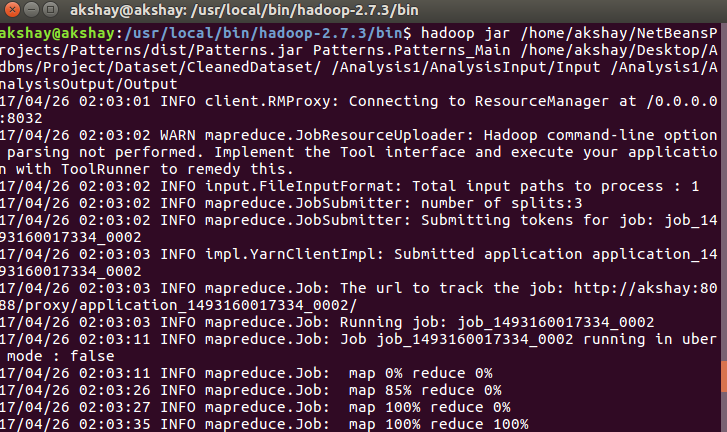 akshay@akshay: /usr/local/bin/hadoop-2.7.3/bin
akshay@akshay:/usr/local/bin/hadoop-2.7.3/bin$ hadoop jar /home/akshay/NetBeansP
rojects/Patterns/dist/Patterns.jar Patterns.Patterns_Main /home/akshay/Desktop/A
dbms/Project/Dataset/CleanedDataset/ /Analysis1/AnalysisInput/Input /Analysis1/A
nalysisOutput/Output
17/04/26 02:03:01 INFO client.RMProxy: Connecting to ResourceManager at /0.0.0.0
:8032
17/04/26 02:03:02 WARN mapreduce.JobResourceUploader: Hadoop command-line option
 parsing not performed. Implement the Tool interface and execute your applicatio
n with ToolRunner to remedy this.
17/04/26 02:03:02 INFO input.FileInputFormat: Total input paths to process : 1
17/04/26 02:03:02 INFO mapreduce.JobSubmitter: number of splits:3
17/04/26 02:03:02 INFO mapreduce.JobSubmitter: Submitting tokens for job: job_14
93160017334_0002
17/04/26 02:03:03 INFO impl.YarnClientImpl: Submitted application application_14
93160017334_0002
17/04/26 02:03:03 INFO mapreduce.Job: The url to track the job: http://akshay:80
88/proxy/application_1493160017334_0002/
17/04/26 02:03:03 INFO mapreduce.Job: Running job: job_1493160017334_0002
17/04/26 02:03:11 INFO mapreduce.Job: Job job_1493160017334_0002 running in uber
 mode : false
17/04/26 02:03:11 INFO mapreduce.Job:  map 0% reduce 0%
17/04/26 02:03:26 INFO mapreduce.Job:  map 85% reduce 0%
17/04/26 02:03:27 INFO mapreduce.Job:  map 100% reduce 0%
17/04/26 02:03:35 INFO mapreduce.Job:  map 100% reduce 100%